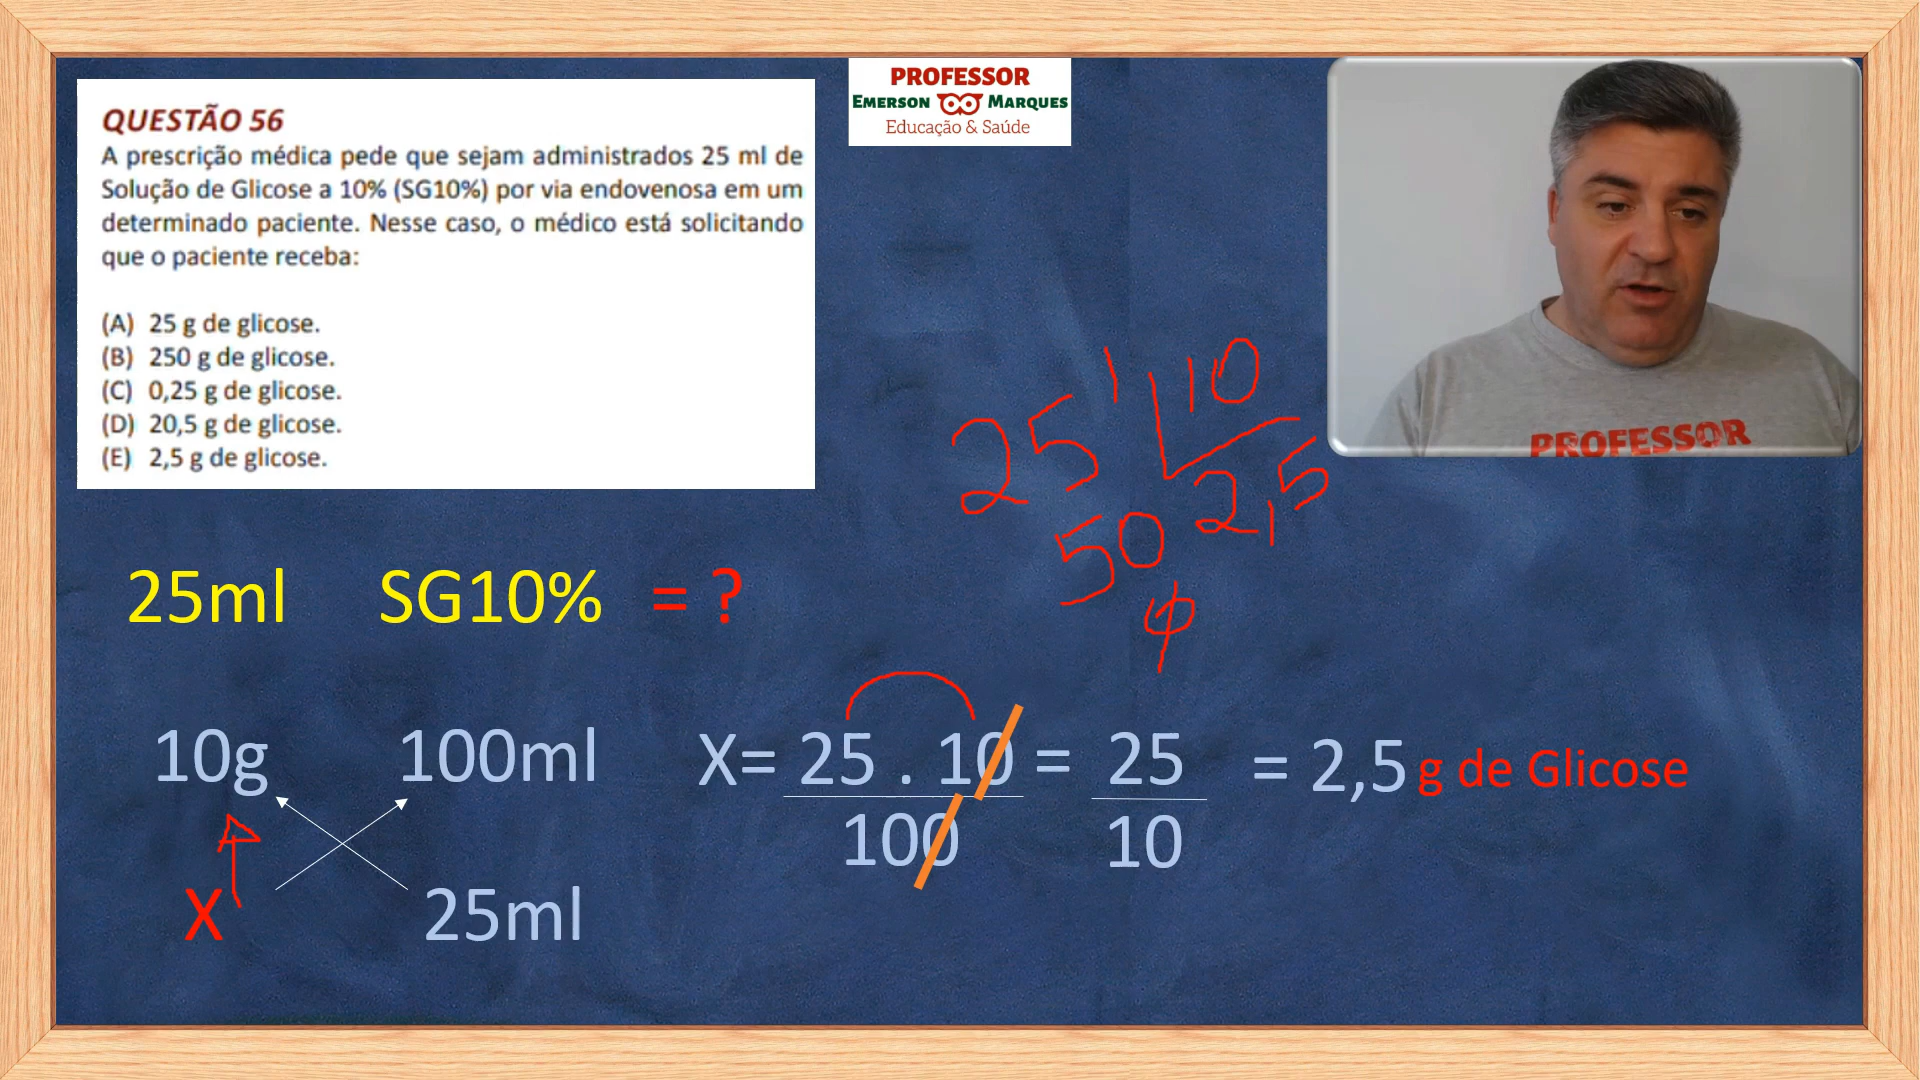 QUESTÃO 56
A prescrição médica pede que sejam administrados 25 ml de
Solução de Glicose a 10% (SG10%) por via endovenosa em um
determinado paciente. Nesse caso, o médico está solicitando
que o paciente receba:
(A) 25 g de glicose.
(B) 250 g de glicose.
(C) 0,25 g de glicose.
(D) 20,5 g de glicose.
(E) 2,5 g de glicose.
PROFESSOR
EMERSON MARQUES
Educação & Saúde
PROFESSOR
25' 10
50 2,5
0
25ml SG10% = ?
10g 100ml
X 25ml
X= 25 . 10 = 25 = 2,5 g de Glicose
100 10